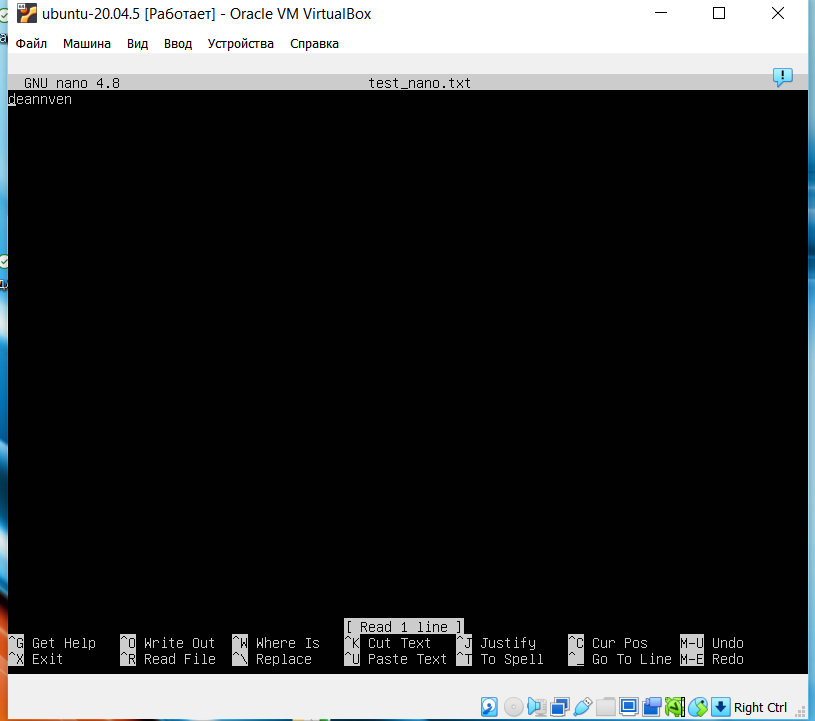 ubuntu-20.04.5 [Работает] - Oracle VM VirtualBox
Файл Машина Вид Ввод Устройства Справка
GNU nano 4.8 test_nano.txt
deannven
[ Read 1 line ]
^G Get Help ^O Write Out ^W Where Is ^K Cut Text ^J Justify ^C Cur Pos M-U Undo
^X Exit ^R Read File ^\ Replace ^U Paste Text ^T To Spell ^_ Go To Line M-E Redo
Right Ctrl